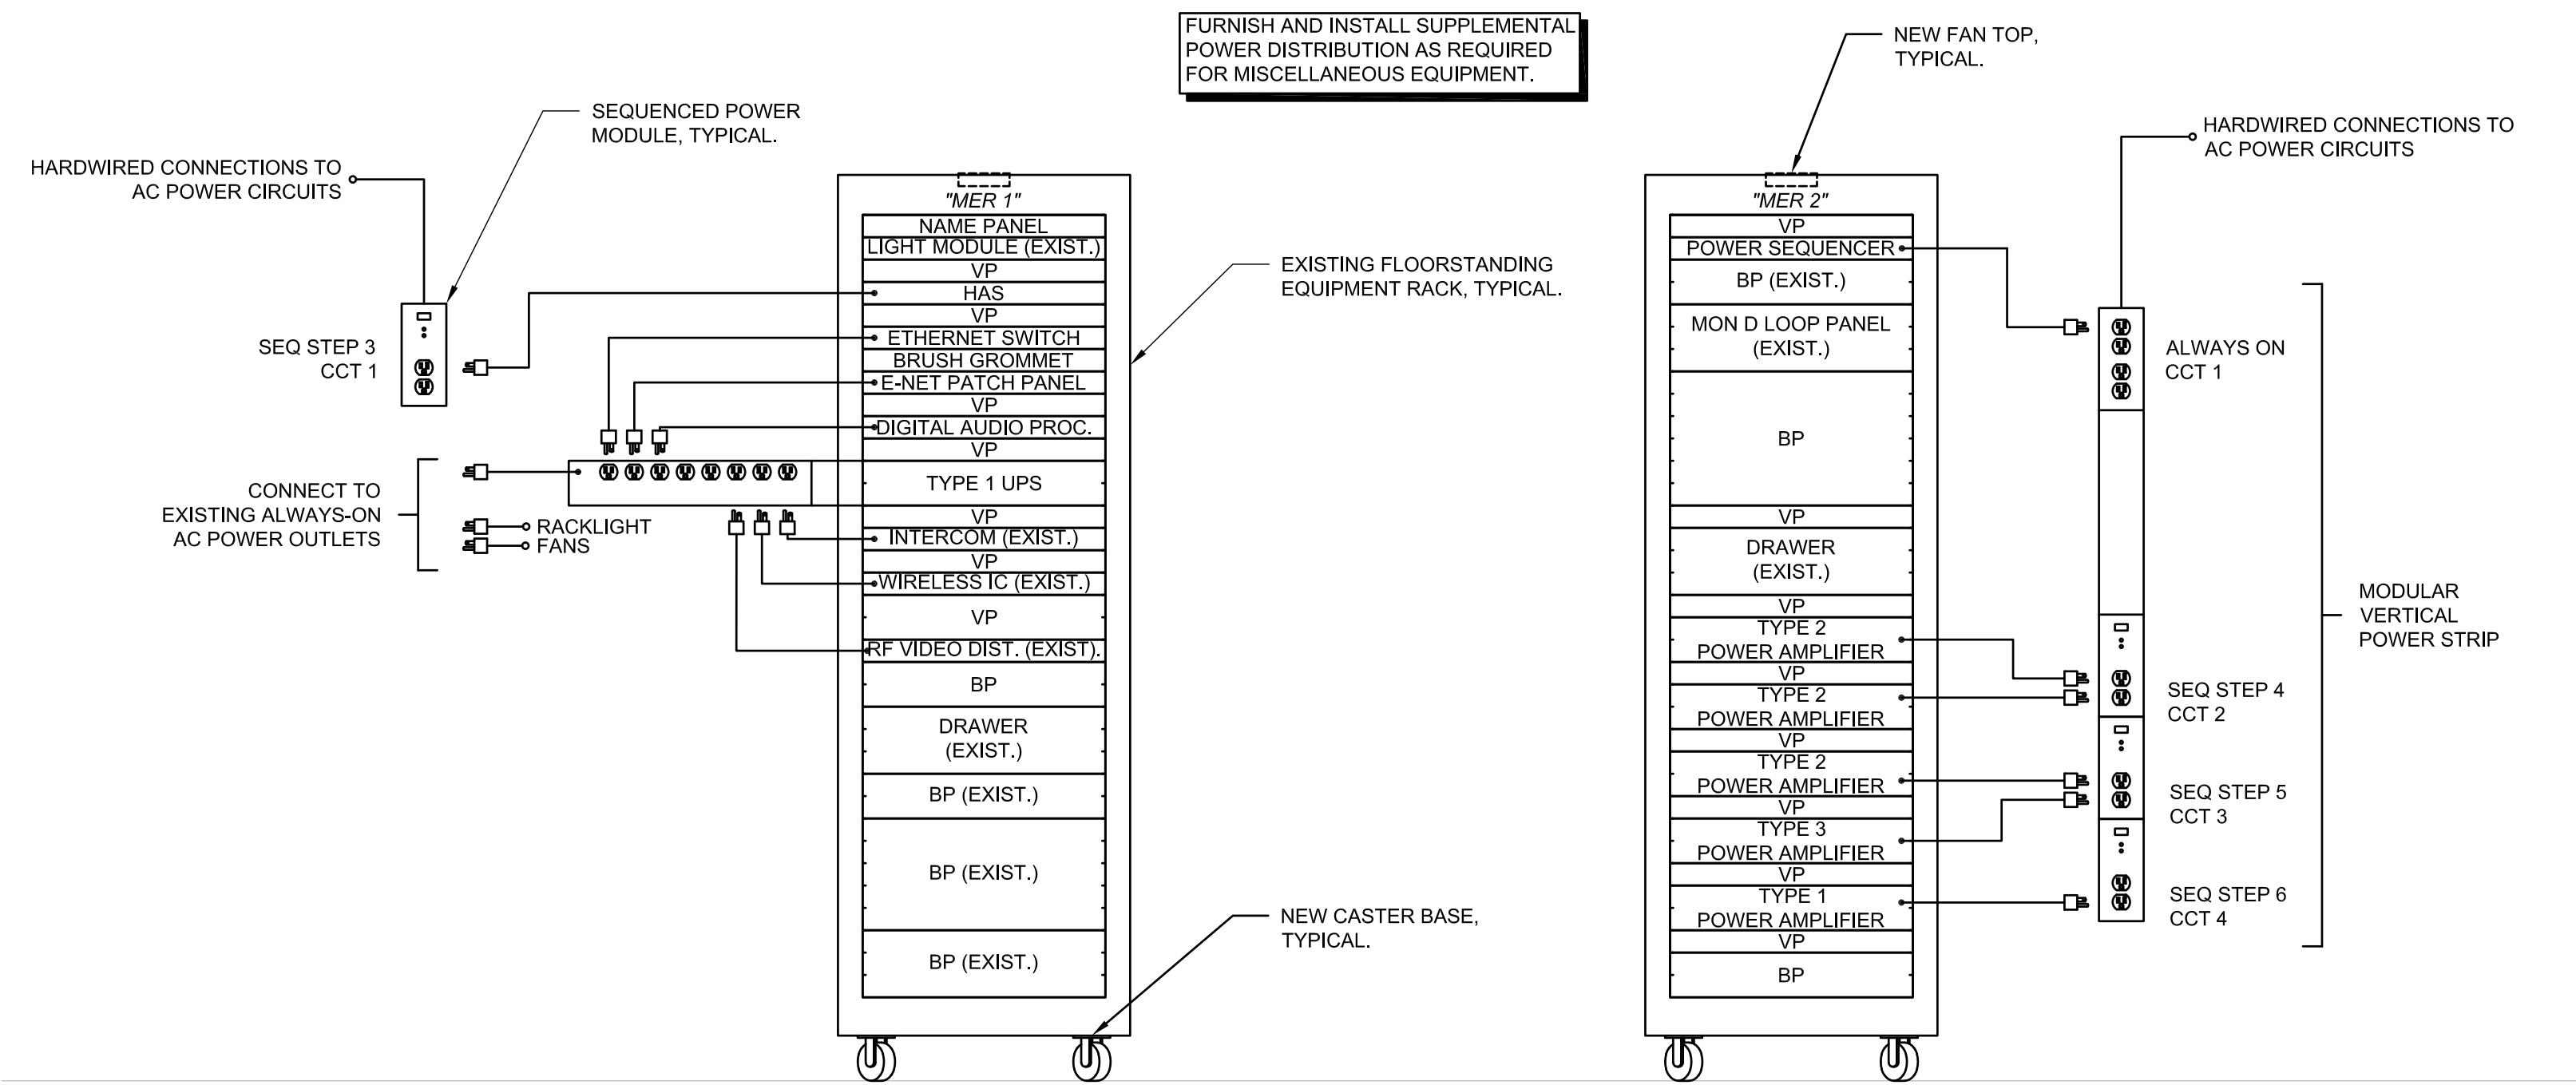 FURNISH AND INSTALL SUPPLEMENTAL
POWER DISTRIBUTION AS REQUIRED
FOR MISCELLANEOUS EQUIPMENT.
SEQUENCED POWER
MODULE, TYPICAL.
HARDWIRED CONNECTIONS TO
AC POWER CIRCUITS
SEQ STEP 3
CCT 1
CONNECT TO
EXISTING ALWAYS-ON
AC POWER OUTLETS
RACKLIGHT
FANS
"MER 1"
NAME PANEL
LIGHT MODULE (EXIST.)
VP
HAS
VP
ETHERNET SWITCH
BRUSH GROMMET
E-NET PATCH PANEL
VP
DIGITAL AUDIO PROC.
VP
TYPE 1 UPS
VP
INTERCOM (EXIST.)
VP
WIRELESS IC (EXIST.)
VP
RF VIDEO DIST. (EXIST).
BP
DRAWER
(EXIST.)
BP (EXIST.)
BP (EXIST.)
BP (EXIST.)
EXISTING FLOORSTANDING
EQUIPMENT RACK, TYPICAL.
NEW CASTER BASE,
TYPICAL.
NEW FAN TOP,
TYPICAL.
"MER 2"
VP
POWER SEQUENCER
BP (EXIST.)
MON D LOOP PANEL
(EXIST.)
BP
VP
DRAWER
(EXIST.)
VP
TYPE 2
POWER AMPLIFIER
VP
TYPE 2
POWER AMPLIFIER
VP
TYPE 2
POWER AMPLIFIER
VP
TYPE 3
POWER AMPLIFIER
VP
TYPE 1
POWER AMPLIFIER
VP
BP
HARDWIRED CONNECTIONS TO
AC POWER CIRCUITS
ALWAYS ON
CCT 1
SEQ STEP 4
CCT 2
SEQ STEP 5
CCT 3
SEQ STEP 6
CCT 4
MODULAR
VERTICAL
POWER STRIP